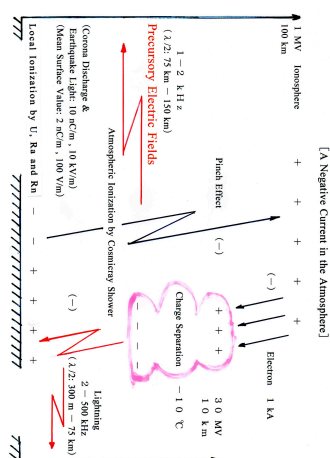 [A Negative Current in the Atmosphere]
1 MV Ionosphere
100 km
+ + + + +
(−)
Electron 1 kA
Pinch Effect
(−)
+ + +
Charge Separation
− − −
30 MV
10 km
−10 ℃
1−2 kHz
(λ/2: 75 km − 150 km)
Precursory Electric Fields
Atmospheric Ionization by Cosmicray Shower
(Corona Discharge &
Earthquake Light: 10 nC/m, 10 kV/m)
(Mean Surface Value: 2 nC/m, 100 V/m)
(−)
Lightning
2 − 500 kHz
(λ/2: 300 m − 75 km)
Local Ionization by U, Ra and Rn
− − + + + +